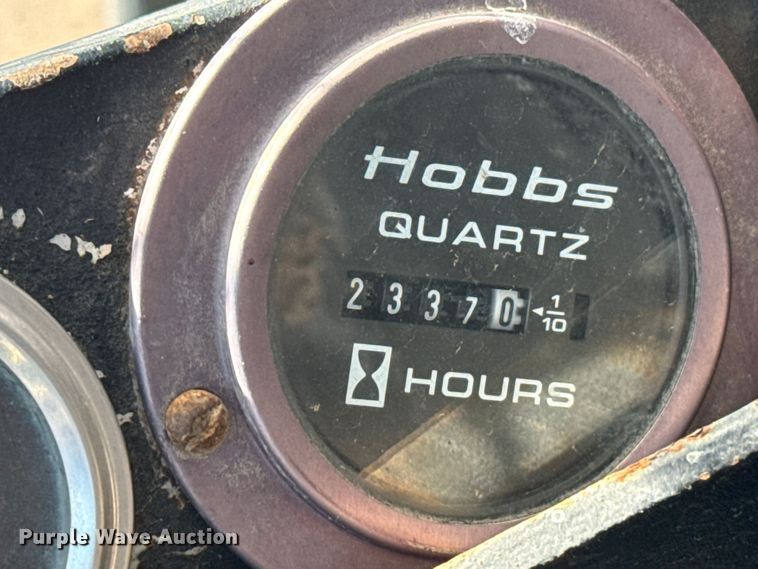 Hobbs
QUARTZ
23370 ◄1/10
HOURS
Purple Wave Auction